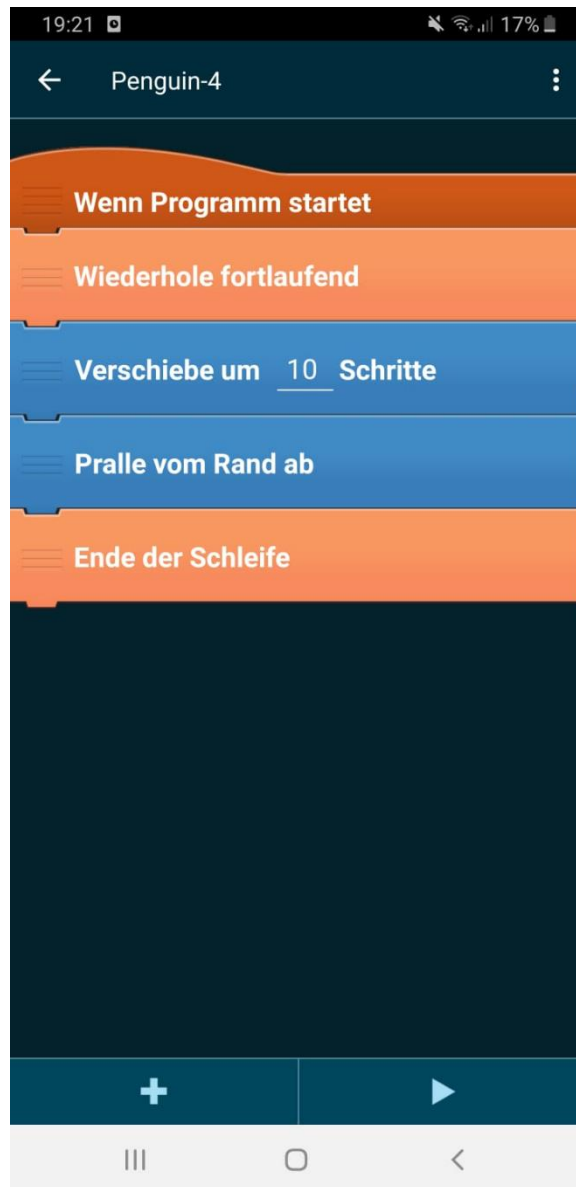 19:21 17%
Penguin-4
Wenn Programm startet
Wiederhole fortlaufend
Verschiebe um 10 Schritte
Pralle vom Rand ab
Ende der Schleife